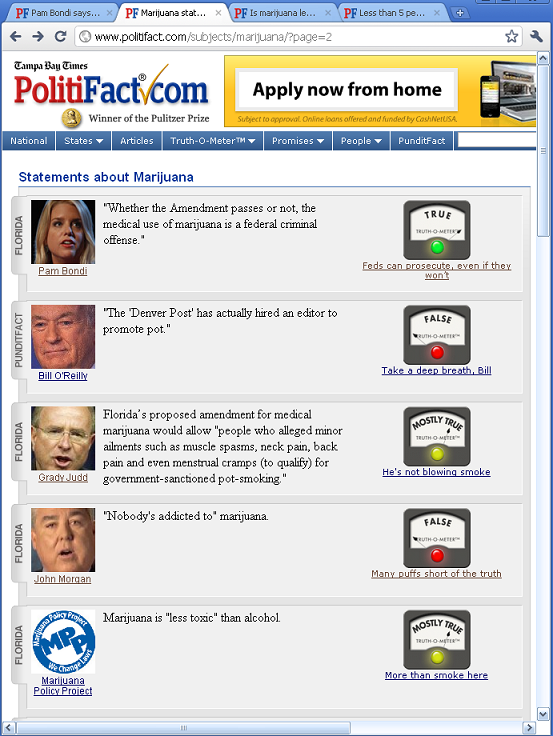 Pam Bondi says...
Marijuana stat...
Is marijuana le...
Less than 5 pe...
www.politifact.com/subjects/marijuana/?page=2
Tampa Bay Times
PolitiFact.com
®
Winner of the Pulitzer Prize
Apply now from home
Subject to approval. Online loans offered and funded by CashNetUSA.
National States Articles Truth-O-Meter™ Promises People PunditFact
Statements about Marijuana
FLORIDA
Pam Bondi
"Whether the Amendment passes or not, the
medical use of marijuana is a federal criminal
offense."
TRUE
TRUTH-O-METER™
Feds can prosecute, even if they
won't
PUNDITFACT
Bill O'Reilly
"The 'Denver Post' has actually hired an editor to
promote pot."
FALSE
TRUTH-O-METER™
Take a deep breath, Bill
FLORIDA
Grady Judd
Florida's proposed amendment for medical
marijuana would allow "people who alleged minor
ailments such as muscle spasms, neck pain, back
pain and even menstrual cramps (to qualify) for
government-sanctioned pot-smoking."
MOSTLY TRUE
TRUTH-O-METER™
He's not blowing smoke
FLORIDA
John Morgan
"Nobody's addicted to" marijuana.
FALSE
TRUTH-O-METER™
Many puffs short of the truth
FLORIDA
Marijuana Policy Project
MPP
We Change Laws
Marijuana
Policy Project
Marijuana is "less toxic" than alcohol.
MOSTLY TRUE
TRUTH-O-METER™
More than smoke here